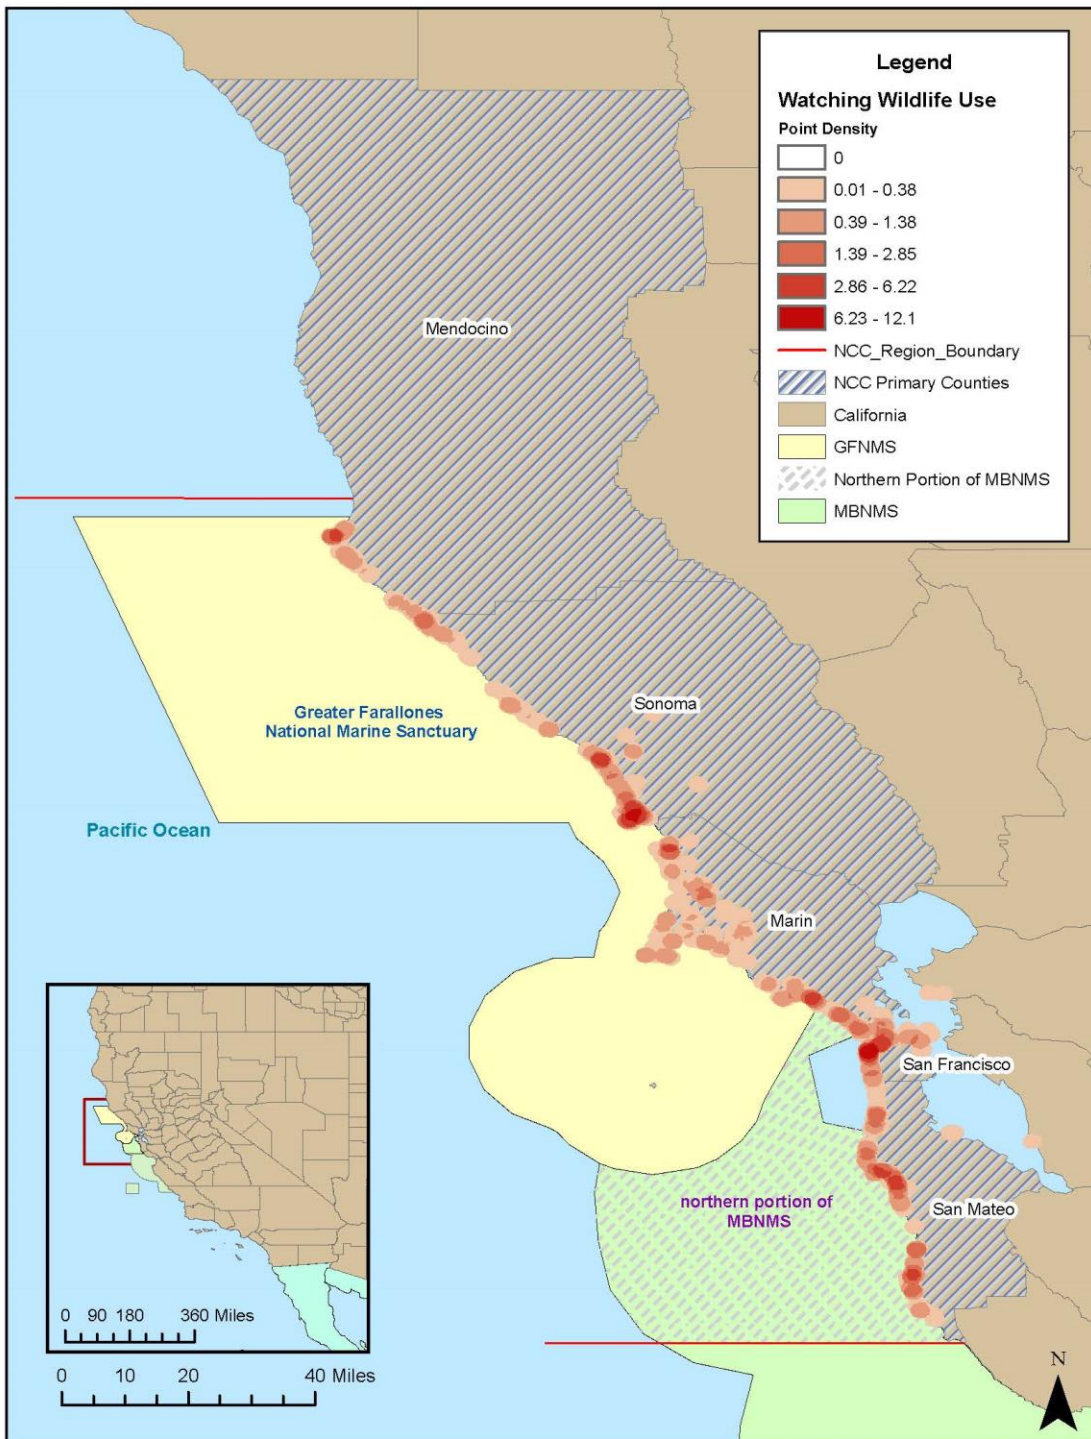 Legend
Watching Wildlife Use
Point Density
0
0.01 - 0.38
0.39 - 1.38
1.39 - 2.85
2.86 - 6.22
6.23 - 12.1
NCC_Region_Boundary
NCC Primary Counties
California
GFNMS
Northern Portion of MBNMS
MBNMS
Mendocino
Sonoma
Greater Farallones
National Marine Sanctuary
Pacific Ocean
Marin
San Francisco
northern portion of
MBNMS
San Mateo
0 90 180 360 Miles
0 10 20 40 Miles
N